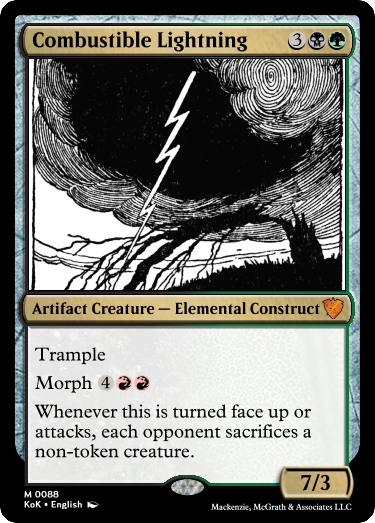 Combustible Lightning 3
Artifact Creature — Elemental Construct
Trample
Morph 4
Whenever this is turned face up or
attacks, each opponent sacrifices a
non-token creature.
7/3
M 0088
KoK • English
Mackenzie, McGrath & Associates LLC